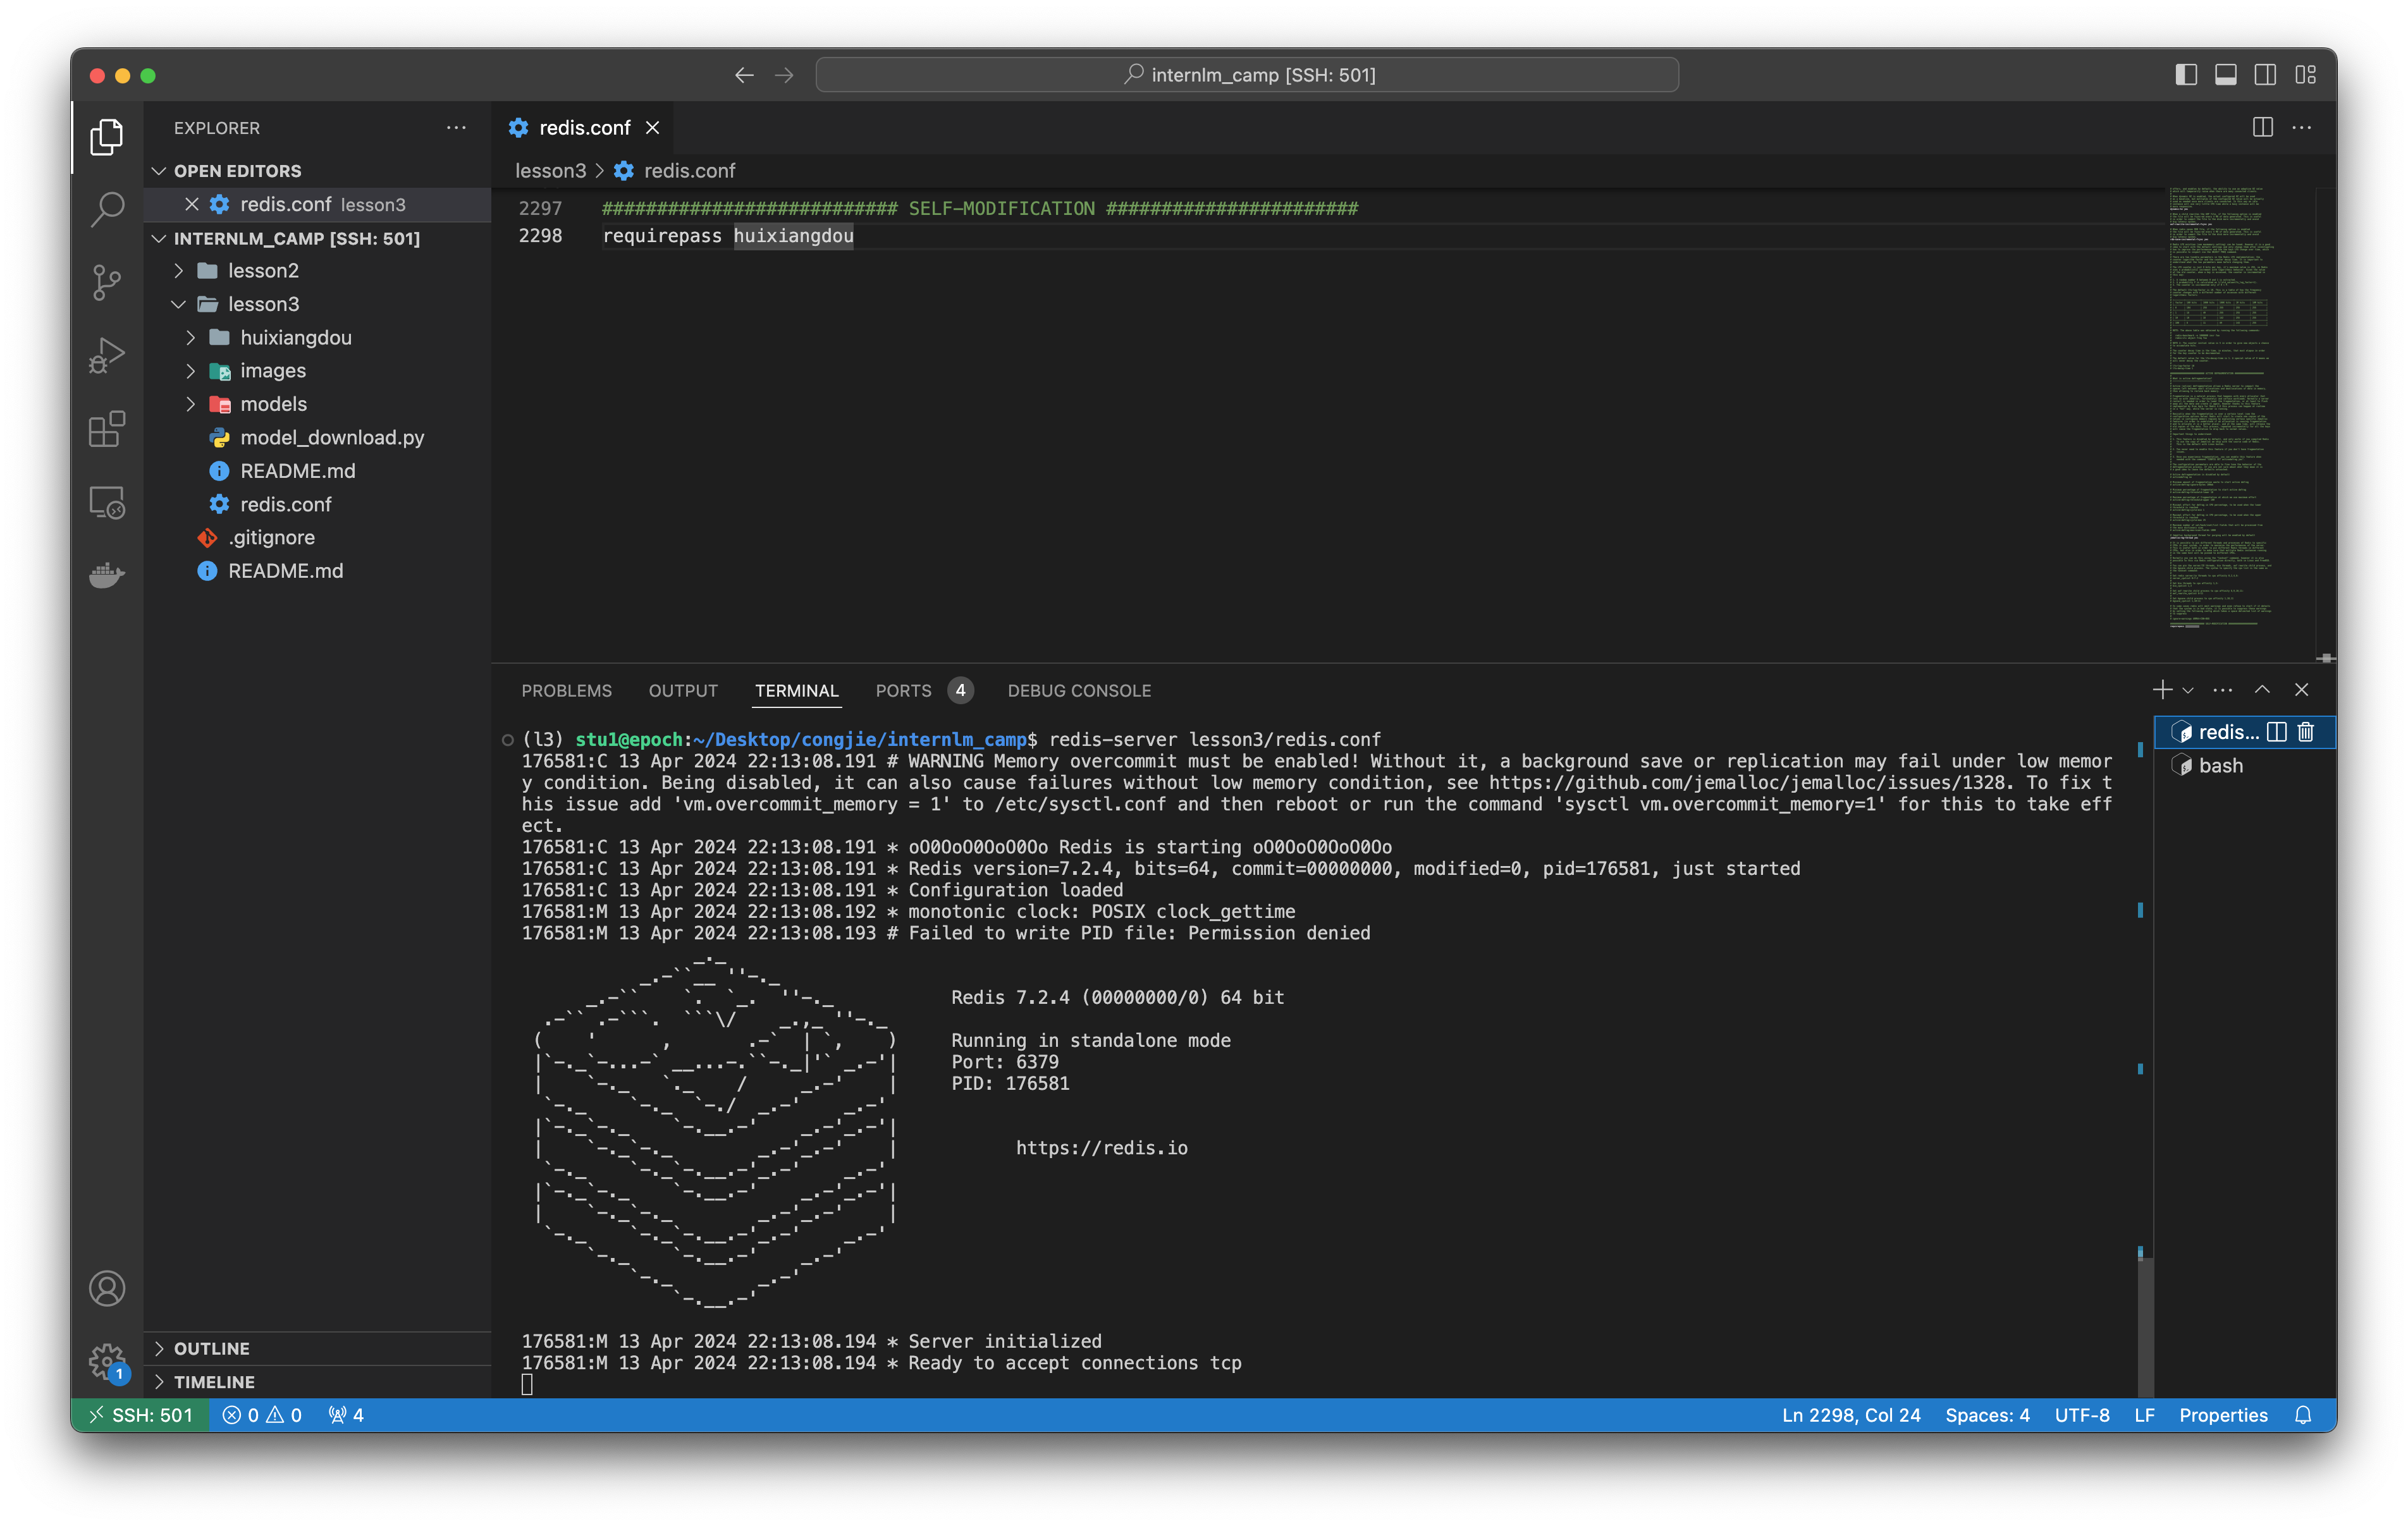 internlm_camp [SSH: 501]
EXPLORER
OPEN EDITORS
redis.conf lesson3
INTERNLM_CAMP [SSH: 501]
lesson2
lesson3
huixiangdou
images
models
model_download.py
README.md
redis.conf
.gitignore
README.md
OUTLINE
TIMELINE
redis.conf
lesson3 > redis.conf
2297 ########################### SELF-MODIFICATION #######################
2298 requirepass huixiangdou
PROBLEMS OUTPUT TERMINAL PORTS 4 DEBUG CONSOLE
(l3) stu1@epoch:~/Desktop/congjie/internlm_camp$ redis-server lesson3/redis.conf
176581:C 13 Apr 2024 22:13:08.191 # WARNING Memory overcommit must be enabled! Without it, a background save or replication may fail under low memor
y condition. Being disabled, it can also cause failures without low memory condition, see https://github.com/jemalloc/jemalloc/issues/1328. To fix t
his issue add 'vm.overcommit_memory = 1' to /etc/sysctl.conf and then reboot or run the command 'sysctl vm.overcommit_memory=1' for this to take eff
ect.
176581:C 13 Apr 2024 22:13:08.191 * oO0OoO0OoO0Oo Redis is starting oO0OoO0OoO0Oo
176581:C 13 Apr 2024 22:13:08.191 * Redis version=7.2.4, bits=64, commit=00000000, modified=0, pid=176581, just started
176581:C 13 Apr 2024 22:13:08.191 * Configuration loaded
176581:M 13 Apr 2024 22:13:08.192 * monotonic clock: POSIX clock_gettime
176581:M 13 Apr 2024 22:13:08.193 # Failed to write PID file: Permission denied
Redis 7.2.4 (00000000/0) 64 bit
Running in standalone mode
Port: 6379
PID: 176581
https://redis.io
176581:M 13 Apr 2024 22:13:08.194 * Server initialized
176581:M 13 Apr 2024 22:13:08.194 * Ready to accept connections tcp
redis...
bash
1
SSH: 501 0 0 4
Ln 2298, Col 24 Spaces: 4 UTF-8 LF Properties